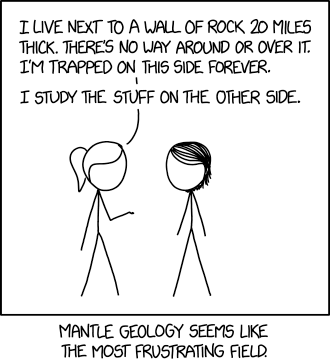 I LIVE NEXT TO A WALL OF ROCK 20 MILES
THICK. THERE'S NO WAY AROUND OR OVER IT.
I'M TRAPPED ON THIS SIDE FOREVER.
I STUDY THE STUFF ON THE OTHER SIDE.
MANTLE GEOLOGY SEEMS LIKE
THE MOST FRUSTRATING FIELD.